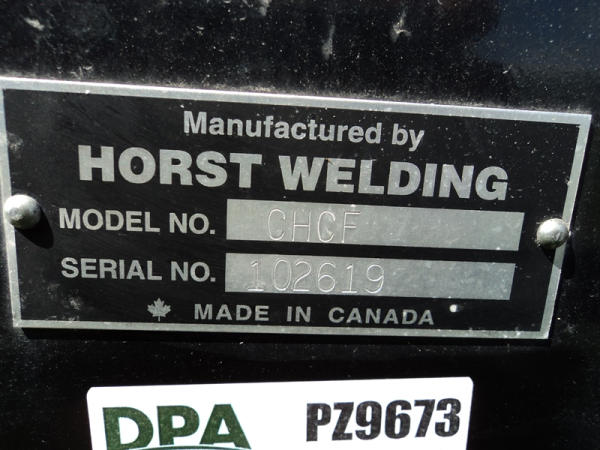 Manufactured by
HORST WELDING
MODEL NO. CHCF
SERIAL NO. 102619
MADE IN CANADA
DPA PZ9673